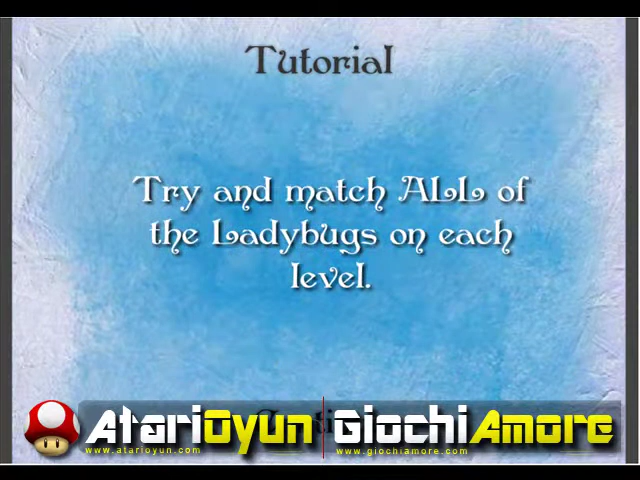 Tutorial
Try and match ALL of
the Ladybugs on each
level.
AtariOyun GiochiAmore
www.atarioyun.com www.giochiamore.com